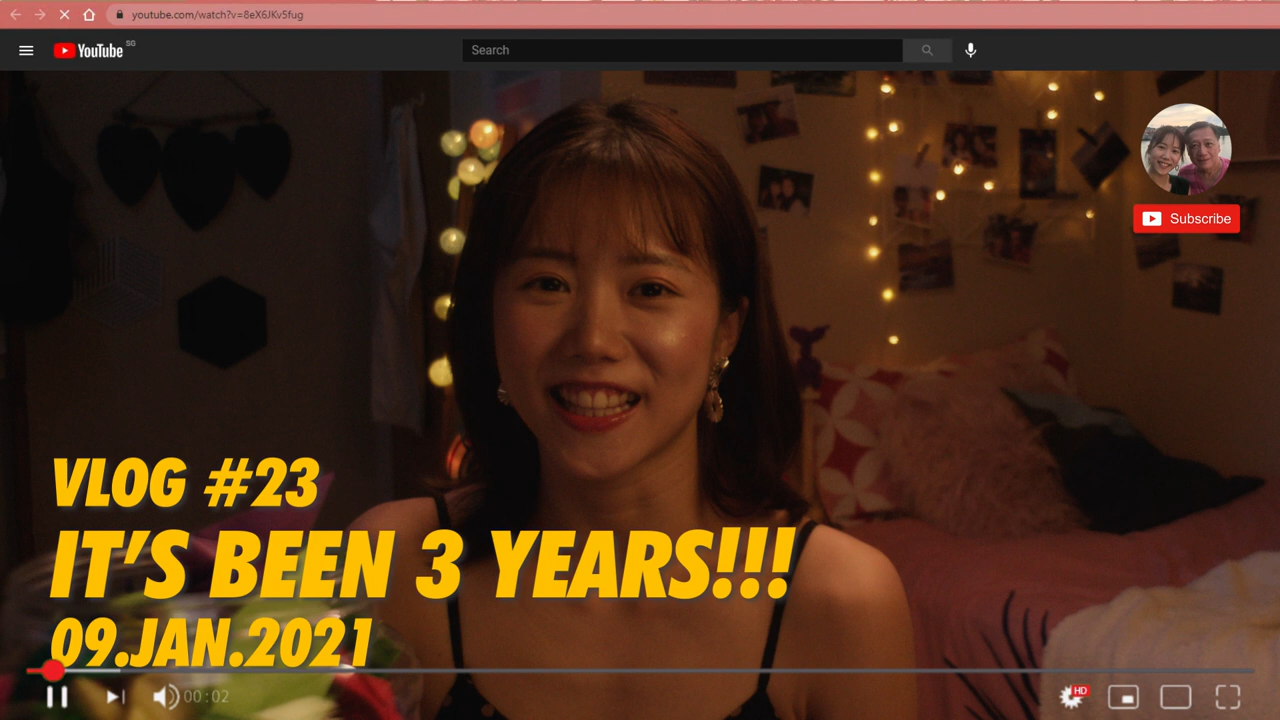 youtube.com/watch?v=8eX6JKv5fug
YouTube SG
Search
Subscribe
VLOG #23
IT'S BEEN 3 YEARS!!!
09.JAN.2021
00:02
HD